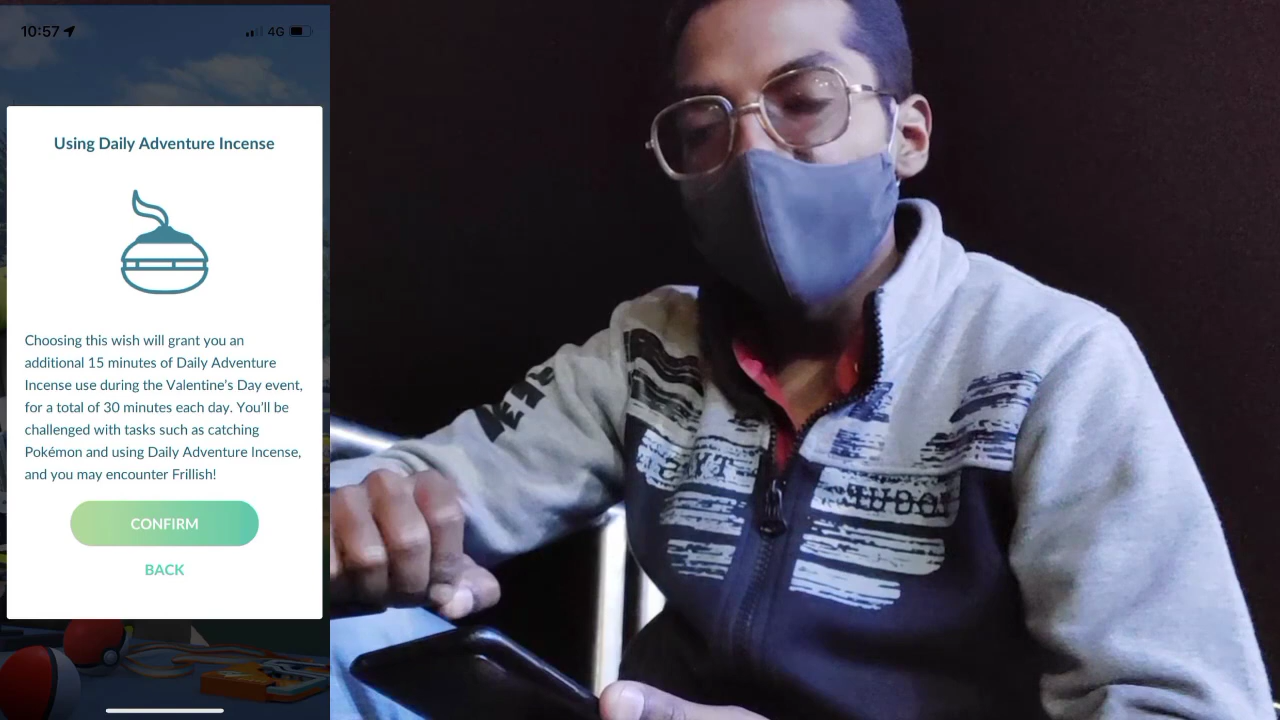 10:57
4G
Using Daily Adventure Incense
Choosing this wish will grant you an
additional 15 minutes of Daily Adventure
Incense use during the Valentine's Day event,
for a total of 30 minutes each day. You'll be
challenged with tasks such as catching
Pokémon and using Daily Adventure Incense,
and you may encounter Frillish!
CONFIRM
BACK